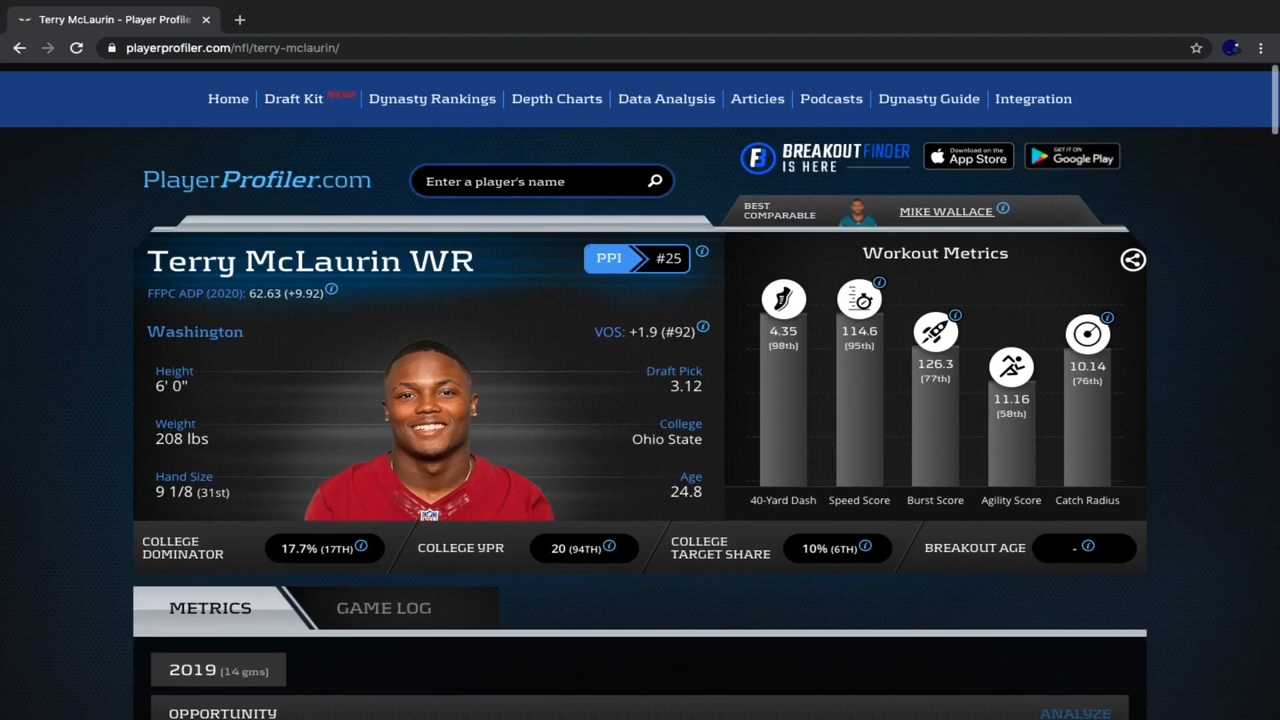 Terry McLaurin - Player Profile
playerprofiler.com/nfl/terry-mclaurin/
Home Draft Kit NEW! Dynasty Rankings Depth Charts Data Analysis Articles Podcasts Dynasty Guide Integration
PlayerProfiler.com
Enter a player's name
BREAKOUT FINDER
IS HERE
Download on the
App Store
GET IT ON
Google Play
BEST
COMPARABLE
MIKE WALLACE
Terry McLaurin WR
PPI #25
FFPC ADP (2020): 62.63 (+9.92)
Washington
VOS: +1.9 (#92)
Height
6' 0"
Weight
208 lbs
Hand Size
9 1/8 (31st)
Draft Pick
3.12
College
Ohio State
Age
24.8
Workout Metrics
4.35
(98th)
114.6
(95th)
126.3
(77th)
11.16
(58th)
10.14
(76th)
40-Yard Dash Speed Score Burst Score Agility Score Catch Radius
COLLEGE
DOMINATOR
17.7% (17TH)
COLLEGE YPR
20 (94TH)
COLLEGE
TARGET SHARE
10% (6TH)
BREAKOUT AGE
-
METRICS GAME LOG
2019 (14 gms)
OPPORTUNITY ANALYZE